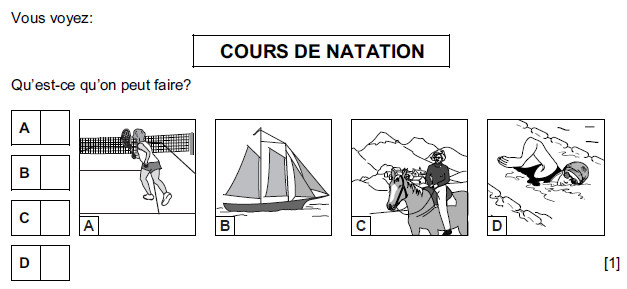 Vous voyez:
COURS DE NATATION
Qu'est-ce qu'on peut faire?
A
B
C
D
A
B
C
D
[1]